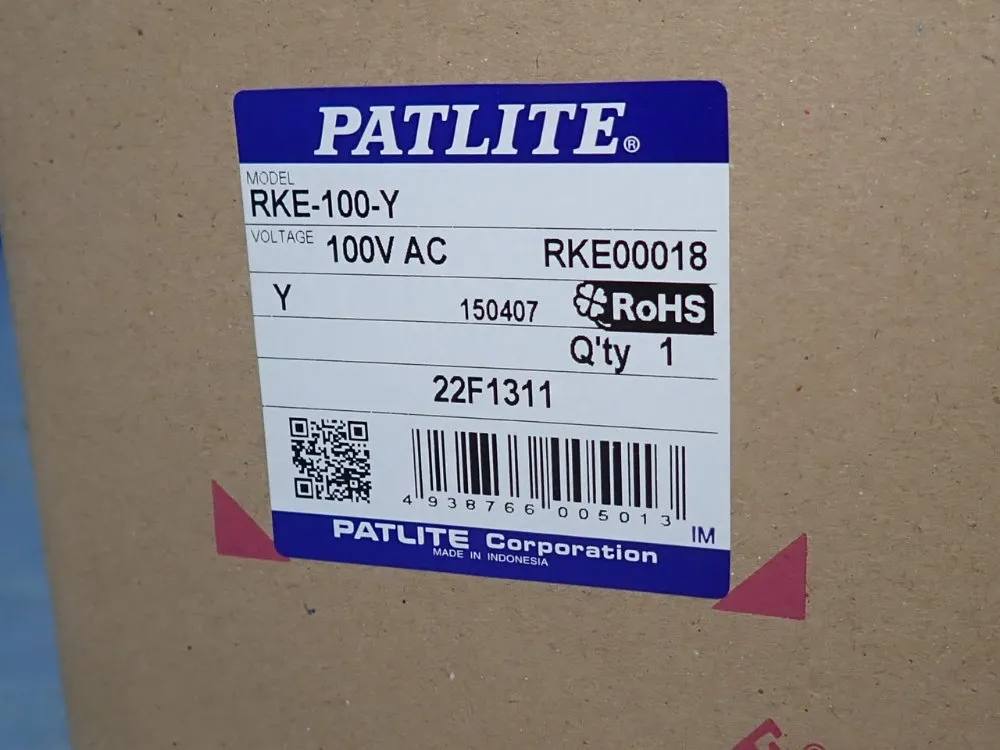 PATLITE®
MODEL
RKE-100-Y
VOLTAGE 100V AC RKE00018
Y 150407 RoHS
Q'ty 1
22F1311
4 938766 005013
IM
PATLITE Corporation
MADE IN INDONESIA